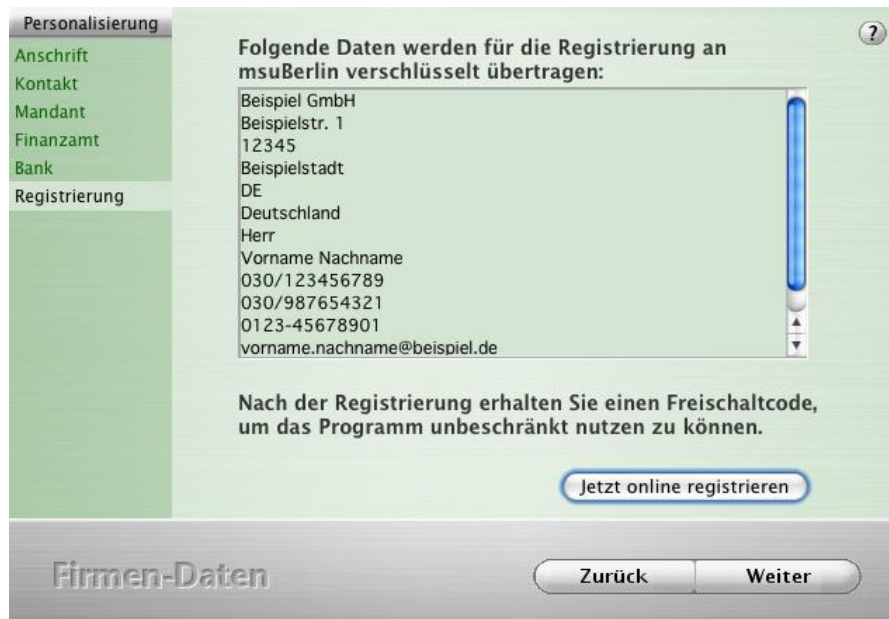 Personalisierung
Anschrift
Kontakt
Mandant
Finanzamt
Bank
Registrierung
?
Folgende Daten werden für die Registrierung an
msuBerlin verschlüsselt übertragen:
Beispiel GmbH
Beispielstr. 1
12345
Beispielstadt
DE
Deutschland
Herr
Vorname Nachname
030/123456789
030/987654321
0123-45678901
vorname.nachname@beispiel.de
Nach der Registrierung erhalten Sie einen Freischaltcode,
um das Programm unbeschränkt nutzen zu können.
Jetzt online registrieren
Firmen-Daten
Zurück
Weiter